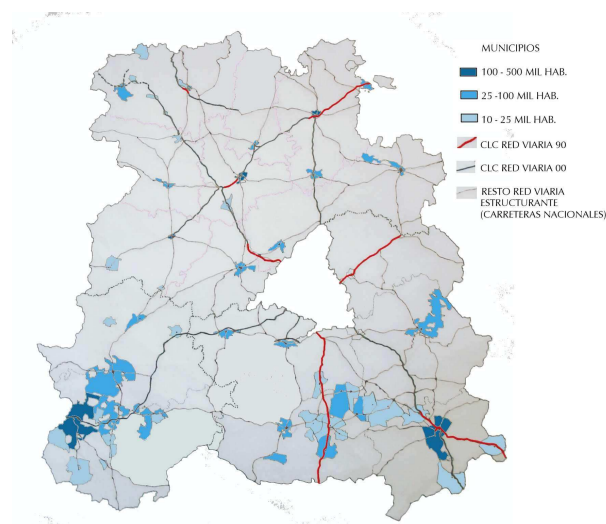 MUNICIPIOS
100 - 500 MIL HAB.
25 -100 MIL HAB.
10 - 25 MIL HAB.
CLC RED VIARIA 90
CLC RED VIARIA 00
RESTO RED VIARIA
ESTRUCTURANTE
(CARRETERAS NACIONALES)